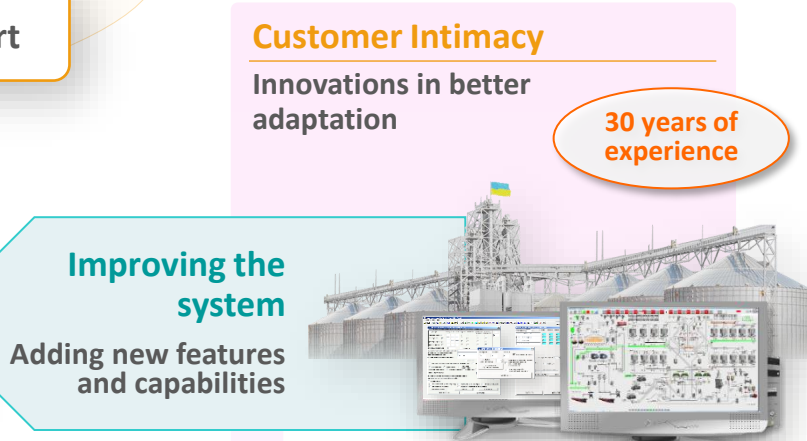 rt
Customer Intimacy
Innovations in better
adaptation
30 years of
experience
Improving the
system
Adding new features
and capabilities